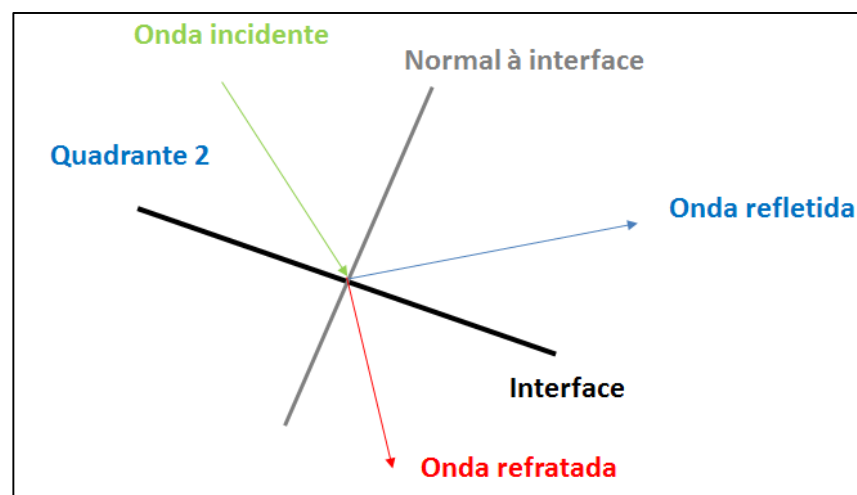 Onda incidente
Normal à interface
Quadrante 2
Onda refletida
Interface
Onda refratada